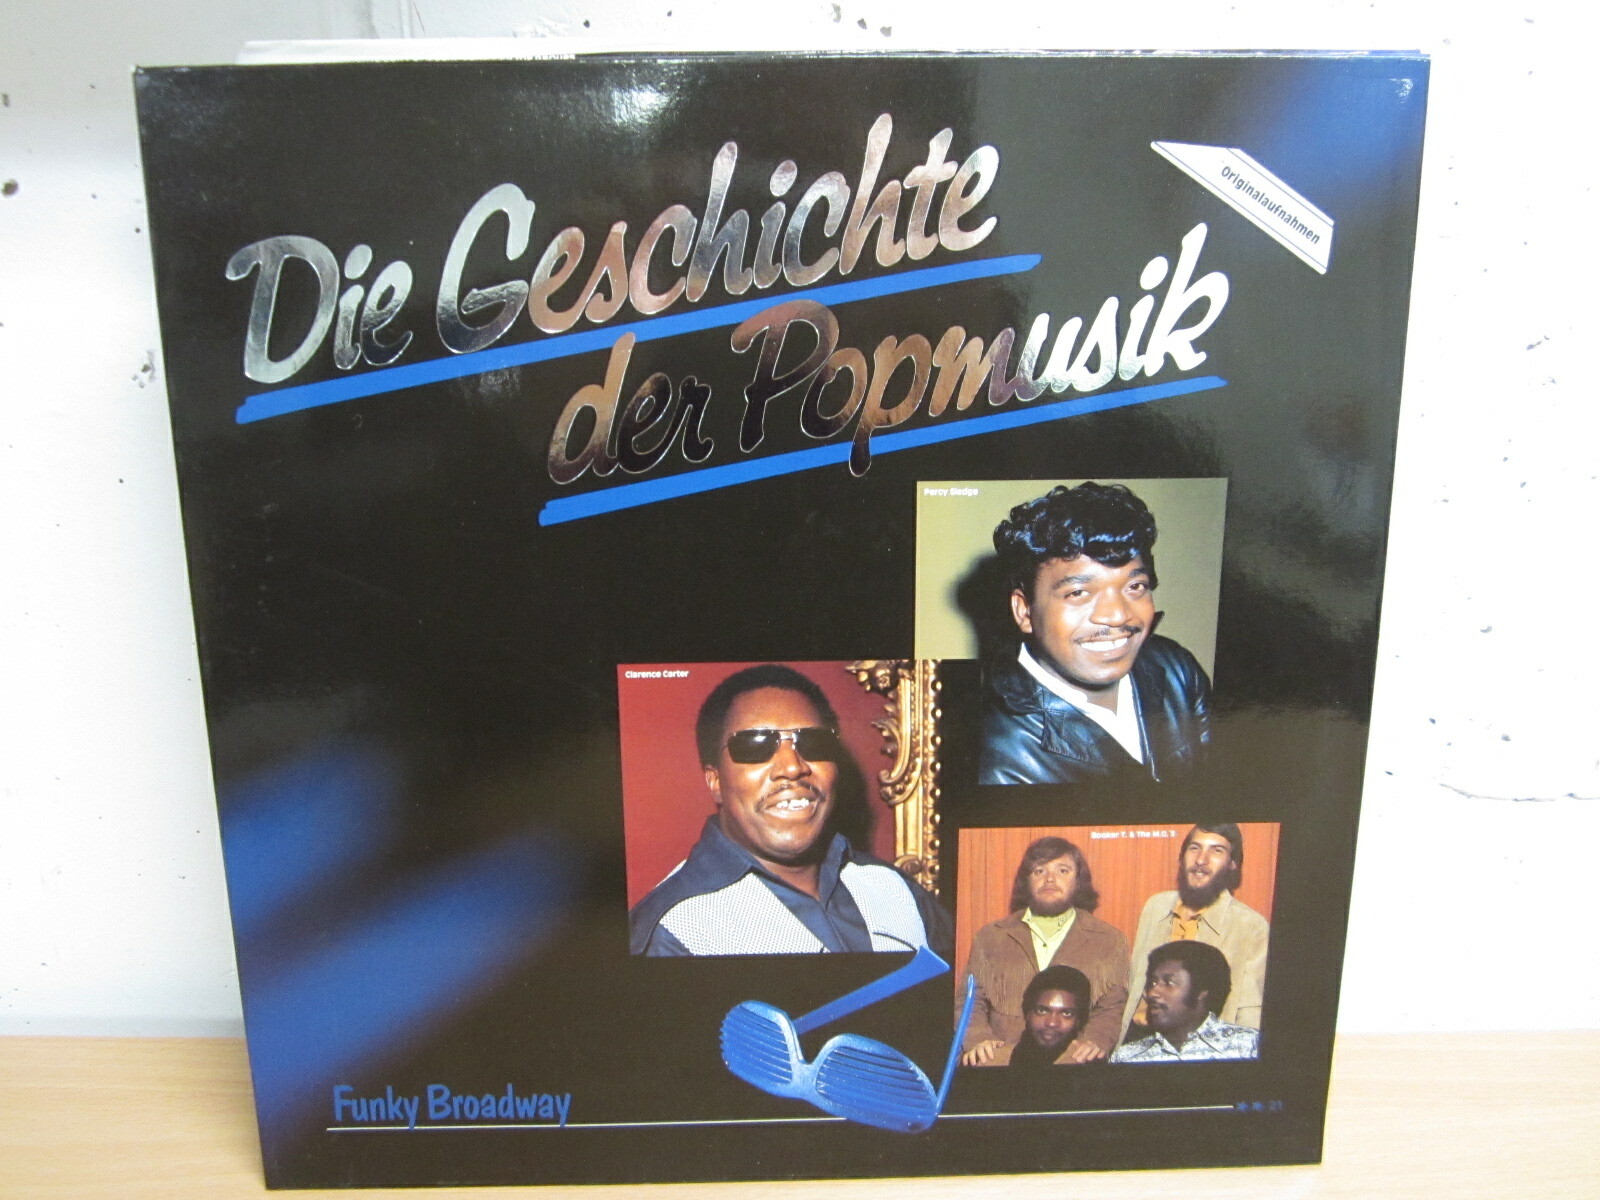 Die Geschichte
der Popmusik
Originalaufnahmen
Percy Sledge
Clarence Carter
Booker T. & The M.G.'s
Funky Broadway
21